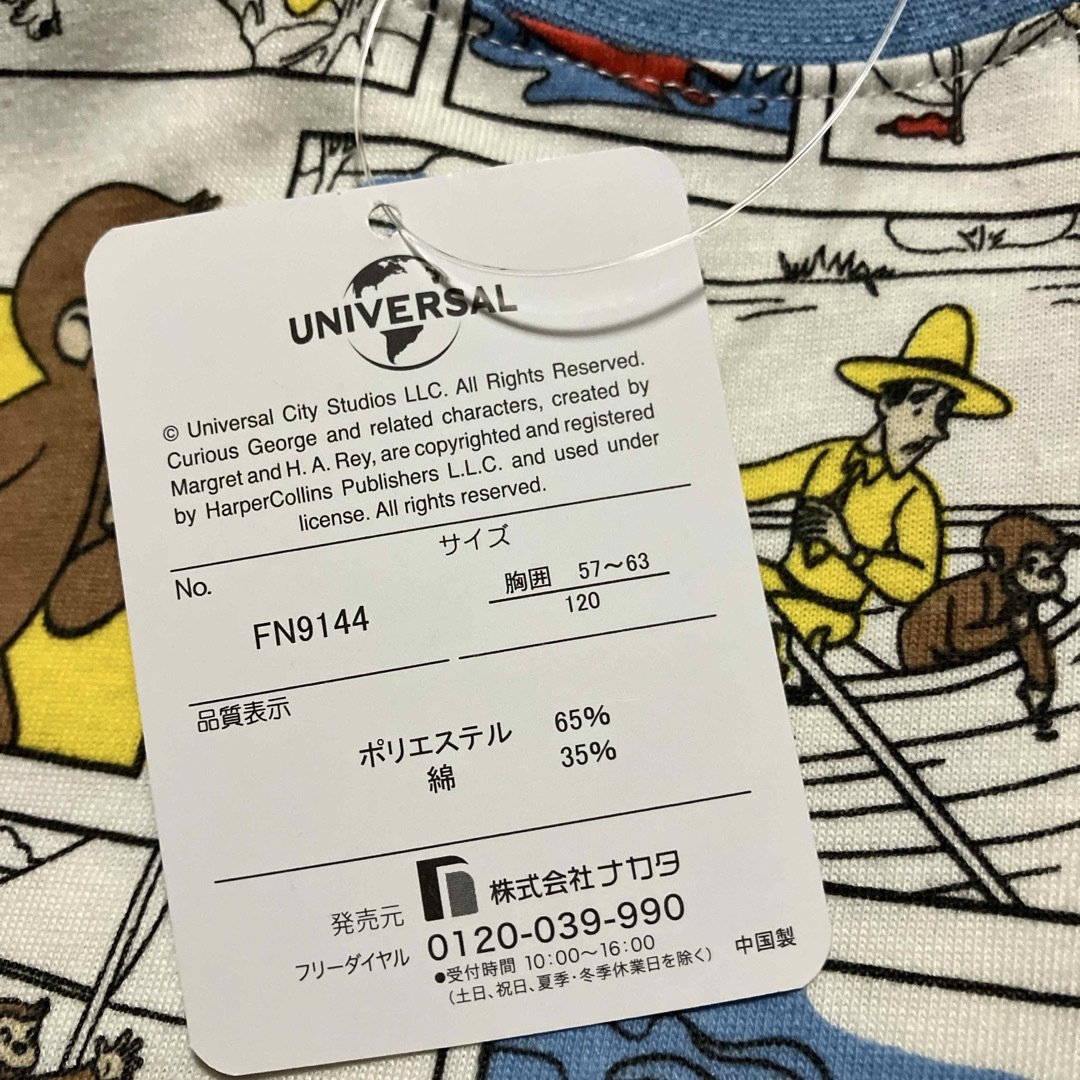 UNIVERSAL
© Universal City Studios LLC. All Rights Reserved.
Curious George and related characters, created by
Margret and H. A. Rey, are copyrighted and registered
by HarperCollins Publishers L.L.C. and used under
license. All rights reserved.
サイズ
No.
胸囲 57～63
FN9144
120
品質表示
ポリエステル 65%
綿 35%
発売元 株式会社ナカタ
フリーダイヤル 0120-039-990
●受付時間 10:00～16:00
(土日、祝日、夏季・冬季休業日を除く)
中国製